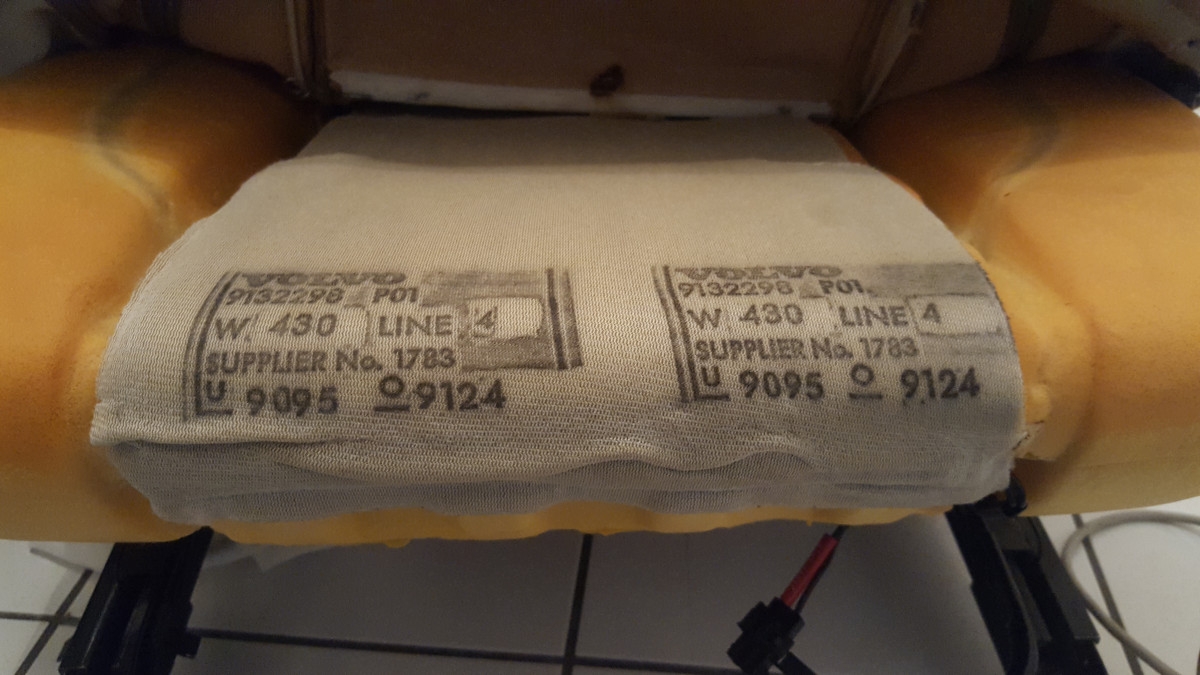 VOLVO
9132298 P01
W 430 LINE 4
SUPPLIER No. 1783
U 9095 O 9124
VOLVO
9132298 P01
W 430 LINE 4
SUPPLIER No. 1783
U 9095 O 9124